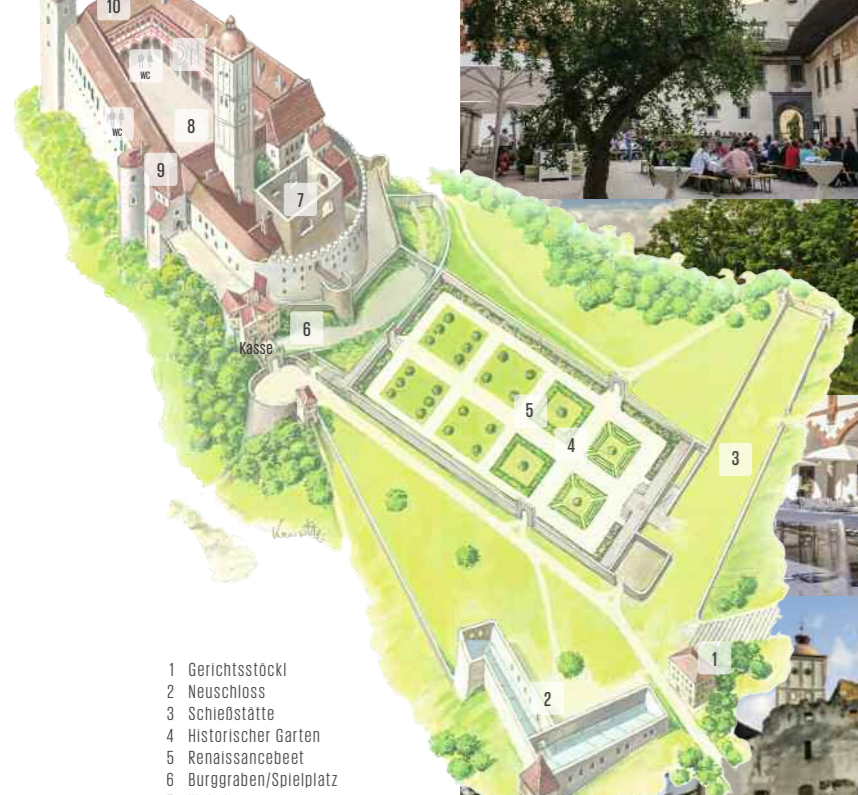 10
WC
WC
8
9
7
6
Kasse
5
4
3
1
2
1 Gerichtsstöckl
2 Neuschloss
3 Schießstätte
4 Historischer Garten
5 Renaissancebeet
6 Burggraben/Spielplatz